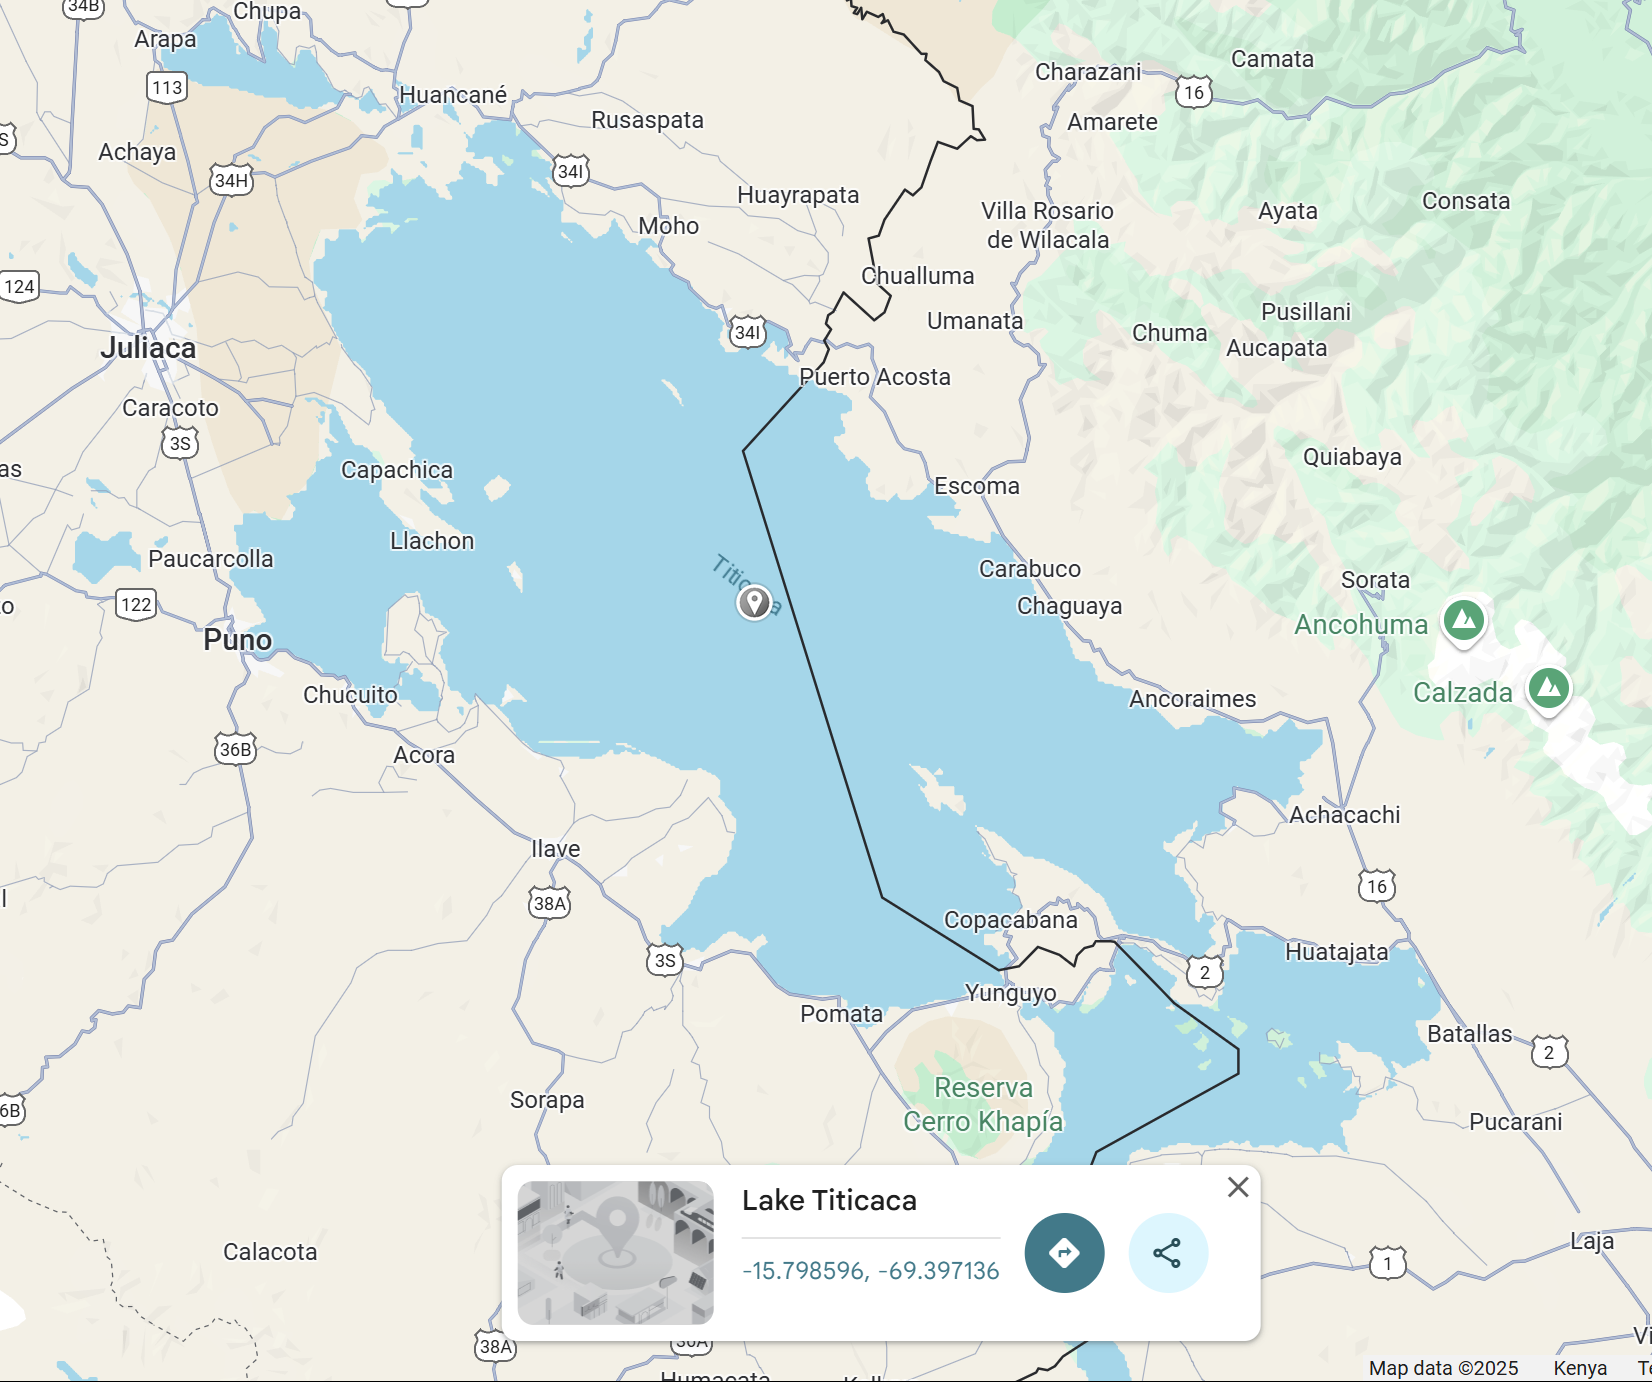 34B
Chupa
Arapa
Charazani
Camata
113
16
Huancané
Rusaspata
Amarete
S
Achaya
34I
34H
Huayrapata
Ayata
Consata
Villa Rosario
de Wilacala
Moho
Chualluma
124
Umanata
Pusillani
34I
Chuma
Juliaca
Aucapata
Puerto Acosta
Caracoto
3S
Quiabaya
as
Capachica
Escoma
Llachon
Paucarcolla
Carabuco
Sorata
122
Chaguaya
Ancohuma
Puno
Chucuito
Calzada
Ancoraimes
36B
Acora
Achacachi
Ilave
16
38A
l
Copacabana
Huatajata
3S
2
Yunguyo
Pomata
Batallas
2
Reserva
Cerro Khapía
Sorapa
6B
Pucarani
Lake Titicaca
-15.798596, -69.397136
Laja
Calacota
1
38A
Vi
Map data ©2025
Kenya